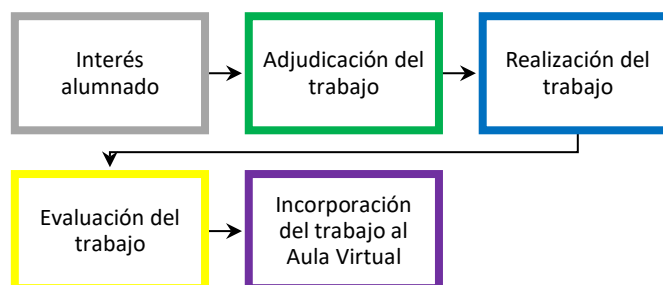 Interés
alumnado
Adjudicación del
trabajo
Realización del
trabajo
Evaluación del
trabajo
Incorporación
del trabajo al
Aula Virtual